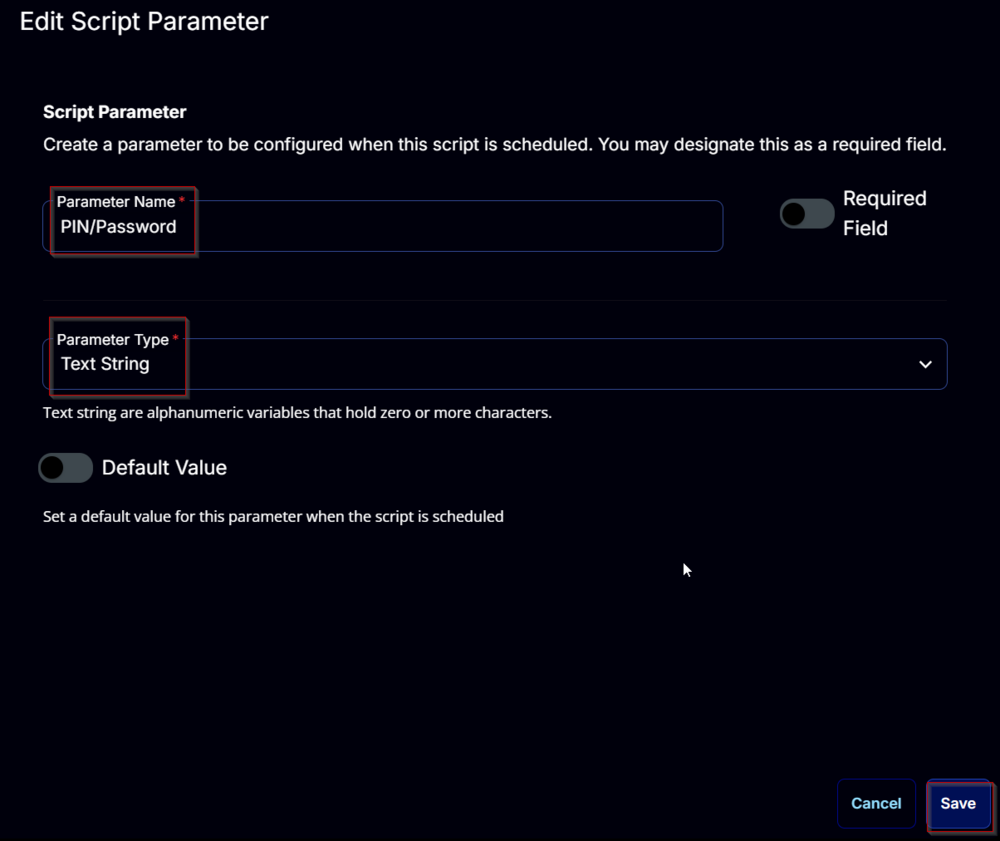 Edit Script Parameter
Script Parameter
Create a parameter to be configured when this script is scheduled. You may designate this as a required field.
Parameter Name *
PIN/Password
Required
Field
Parameter Type *
Text String
Text string are alphanumeric variables that hold zero or more characters.
Default Value
Set a default value for this parameter when the script is scheduled
Cancel
Save